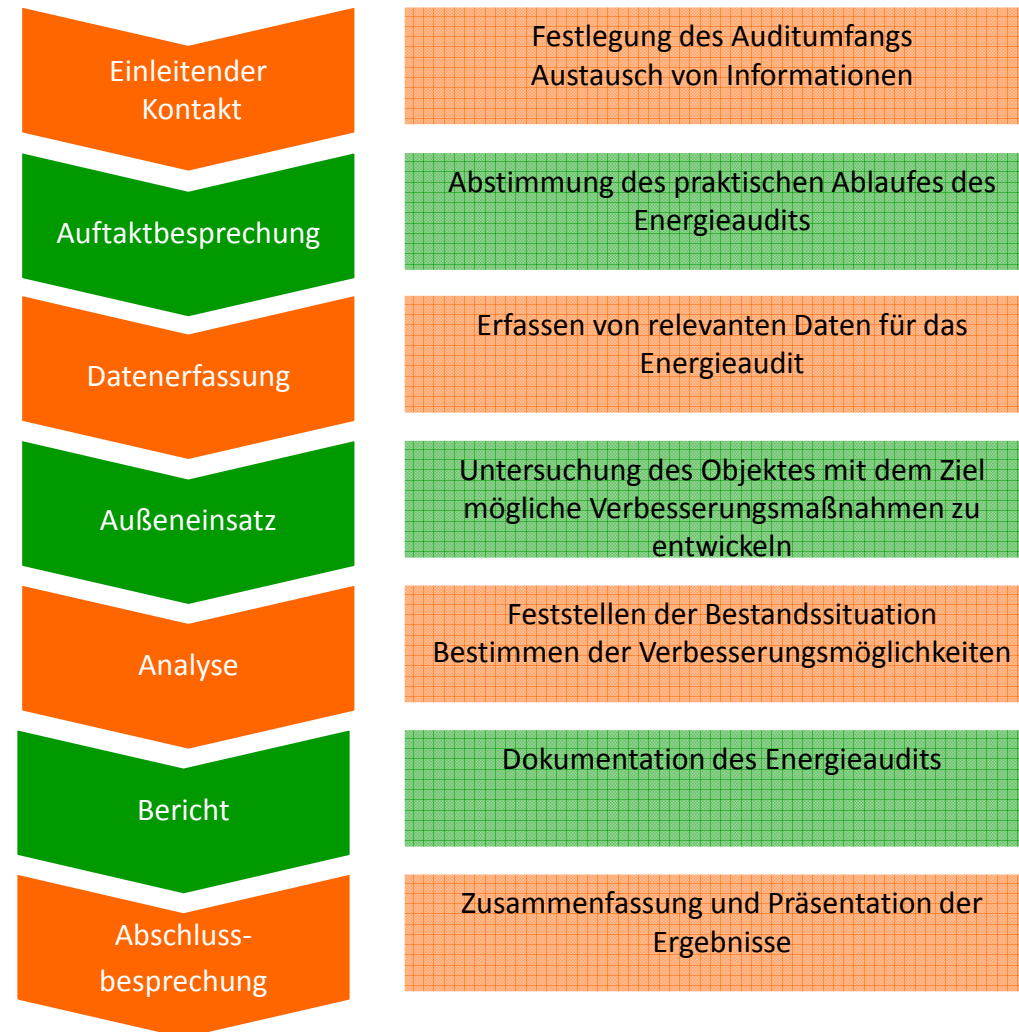 Einleitender
Kontakt
Festlegung des Auditumfangs
Austausch von Informationen
Auftaktbesprechung
Abstimmung des praktischen Ablaufes des
Energieaudits
Datenerfassung
Erfassen von relevanten Daten für das
Energieaudit
Außeneinsatz
Untersuchung des Objektes mit dem Ziel
mögliche Verbesserungsmaßnahmen zu
entwickeln
Analyse
Feststellen der Bestandssituation
Bestimmen der Verbesserungsmöglichkeiten
Bericht
Dokumentation des Energieaudits
Abschluss-
besprechung
Zusammenfassung und Präsentation der
Ergebnisse